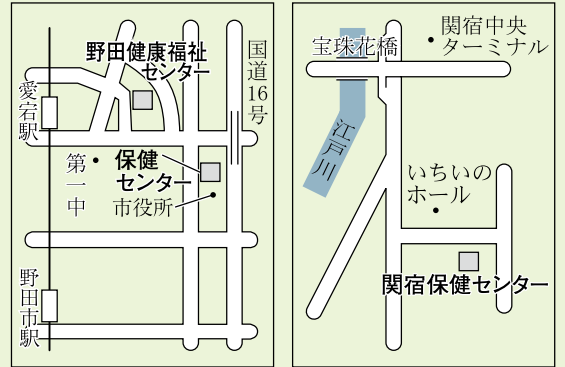 野田健康福祉
センター
国道16号
愛宕駅
第一中
保健
センター
市役所
野田市駅
宝珠花橋
関宿中央
ターミナル
江戸川
いちいの
ホール
関宿保健センター